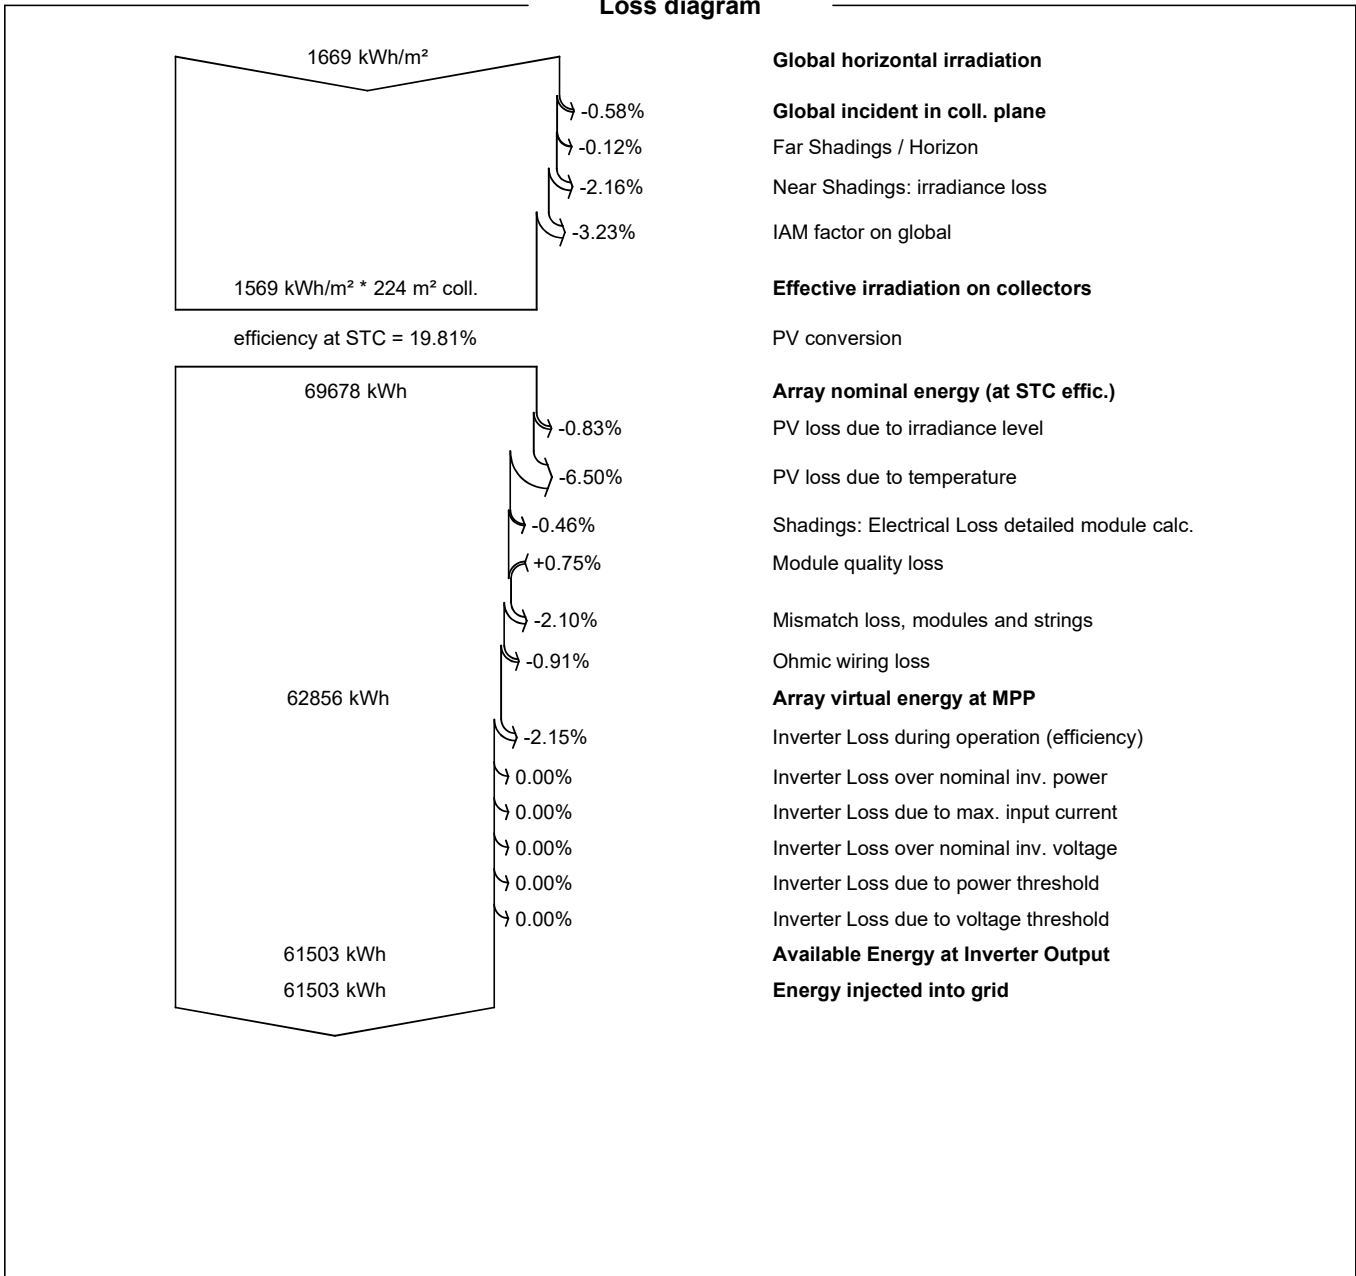 Loss diagram
1669 kWh/m² Global horizontal irradiation
-0.58% Global incident in coll. plane
-0.12% Far Shadings / Horizon
-2.16% Near Shadings: irradiance loss
-3.23% IAM factor on global
1569 kWh/m² * 224 m² coll. Effective irradiation on collectors
efficiency at STC = 19.81% PV conversion
69678 kWh Array nominal energy (at STC effic.)
-0.83% PV loss due to irradiance level
-6.50% PV loss due to temperature
-0.46% Shadings: Electrical Loss detailed module calc.
+0.75% Module quality loss
-2.10% Mismatch loss, modules and strings
-0.91% Ohmic wiring loss
62856 kWh Array virtual energy at MPP
-2.15% Inverter Loss during operation (efficiency)
0.00% Inverter Loss over nominal inv. power
0.00% Inverter Loss due to max. input current
0.00% Inverter Loss over nominal inv. voltage
0.00% Inverter Loss due to power threshold
0.00% Inverter Loss due to voltage threshold
61503 kWh Available Energy at Inverter Output
61503 kWh Energy injected into grid